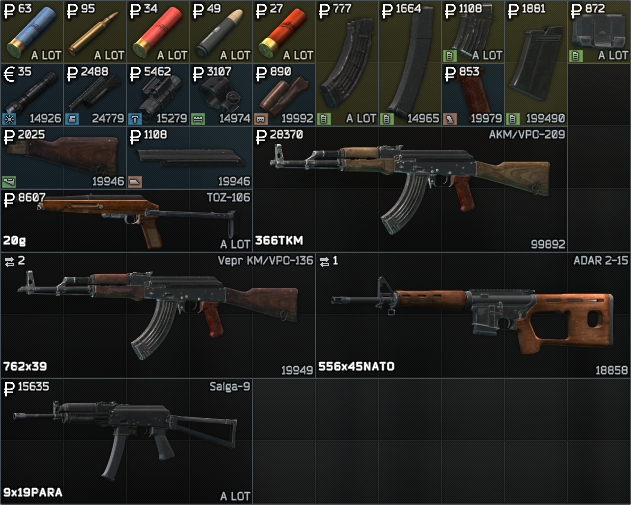 ₽ 63
A LOT
₽ 95
A LOT
₽ 34
A LOT
₽ 49
A LOT
₽ 27
A LOT
₽ 777
A LOT
₽ 1664
14965
₽ 1108
A LOT
₽ 1881
199490
₽ 872
A LOT
€ 35
14926
₽ 2488
24779
₽ 5462
15279
₽ 3107
14974
₽ 890
19992
₽ 853
19979
₽ 2025
19946
₽ 1108
19946
₽ 28370
AKM/VPO-209
366TKM
99892
₽ 8607
TOZ-106
20g
A LOT
2
Vepr KM/VPO-136
762x39
19949
1
ADAR 2-15
556x45NATO
18858
₽ 15635
Saiga-9
9x19PARA
A LOT